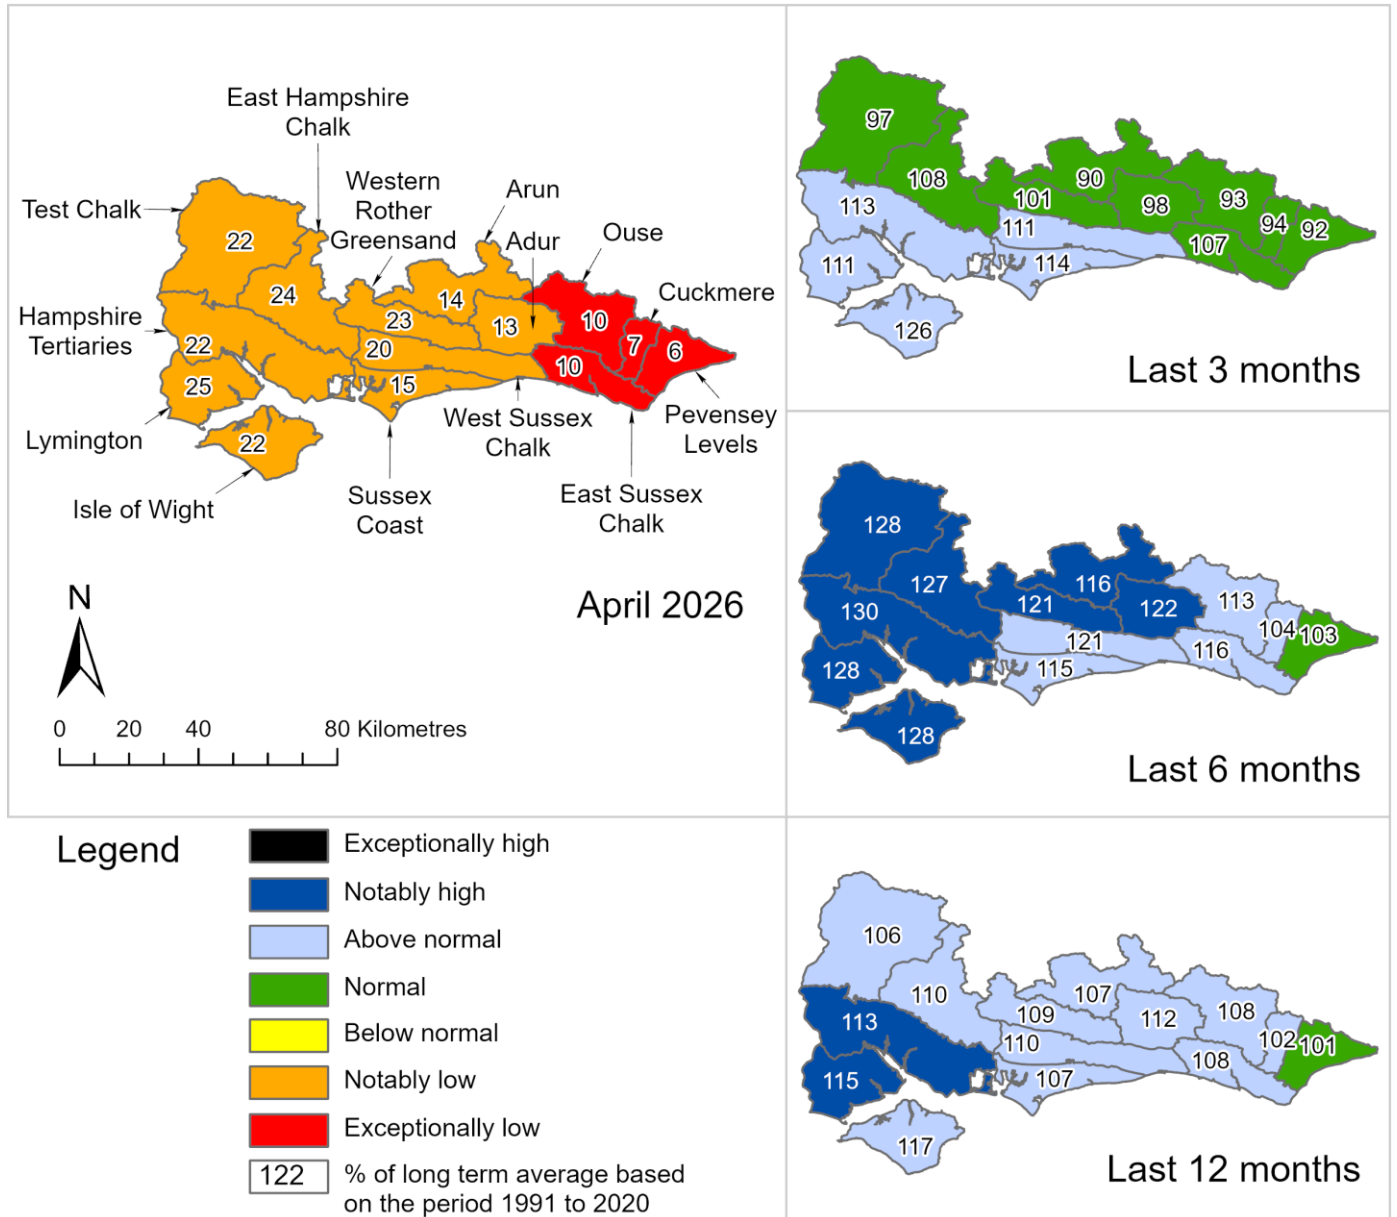 East Hampshire
Chalk
Western
Rother
Greensand
Arun
Test Chalk
Adur
Ouse
Cuckmere
Hampshire
Tertiaries
22
24
14
23
13
10
22
20
7
6
25
15
10
22
Lymington
West Sussex
Chalk
Pevensey
Levels
Isle of Wight
Sussex
Coast
East Sussex
Chalk
N
April 2026
0 20 40 80 Kilometres
97
108
90
101
98
93
113
111
94
92
107
111
114
126
Last 3 months
128
127
116
121
122
113
130
104
103
121
116
128
115
128
Last 6 months
Legend
Exceptionally high
Notably high
Above normal
Normal
Below normal
Notably low
Exceptionally low
122 % of long term average based
on the period 1991 to 2020
106
110
107
109
112
108
113
110
102
101
108
115
107
117
Last 12 months